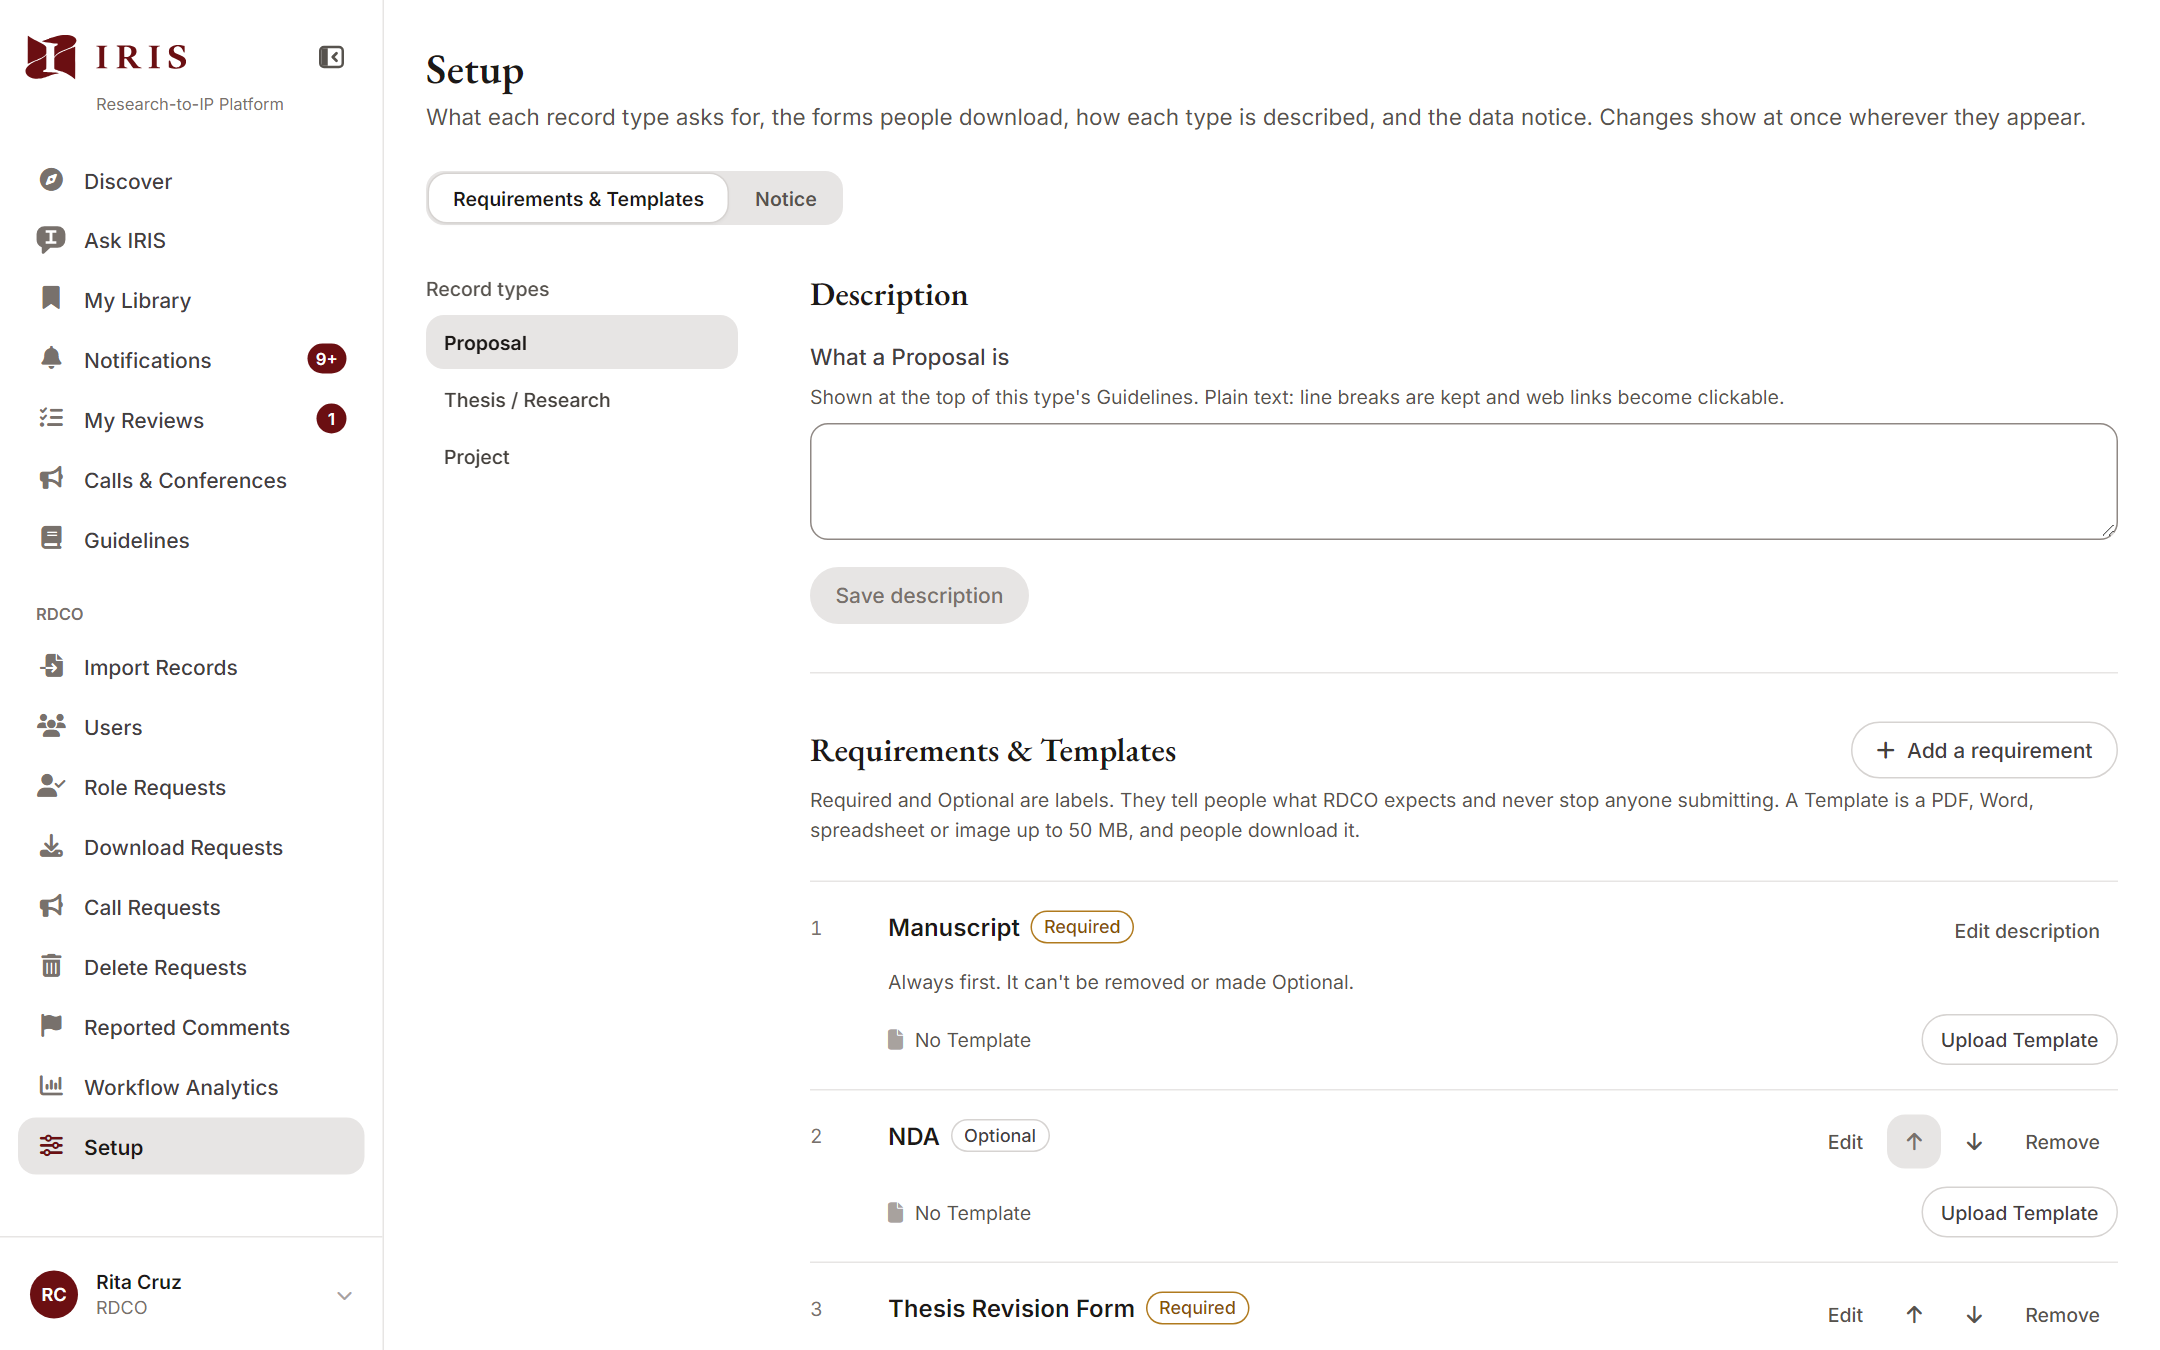 IRIS
Research-to-IP Platform
Discover
Ask IRIS
My Library
Notifications 9+
My Reviews 1
Calls & Conferences
Guidelines
RDCO
Import Records
Users
Role Requests
Download Requests
Call Requests
Delete Requests
Reported Comments
Workflow Analytics
Setup
RC
Rita Cruz
RDCO
Setup
What each record type asks for, the forms people download, how each type is described, and the data notice. Changes show at once wherever they appear.
Requirements & Templates Notice
Record types
Proposal
Thesis / Research
Project
Description
What a Proposal is
Shown at the top of this type's Guidelines. Plain text: line breaks are kept and web links become clickable.
Save description
Requirements & Templates
+ Add a requirement
Required and Optional are labels. They tell people what RDCO expects and never stop anyone submitting. A Template is a PDF, Word,
spreadsheet or image up to 50 MB, and people download it.
1 Manuscript Required Edit description
Always first. It can't be removed or made Optional.
No Template Upload Template
2 NDA Optional Edit ↑ ↓ Remove
No Template Upload Template
3 Thesis Revision Form Required Edit ↑ ↓ Remove